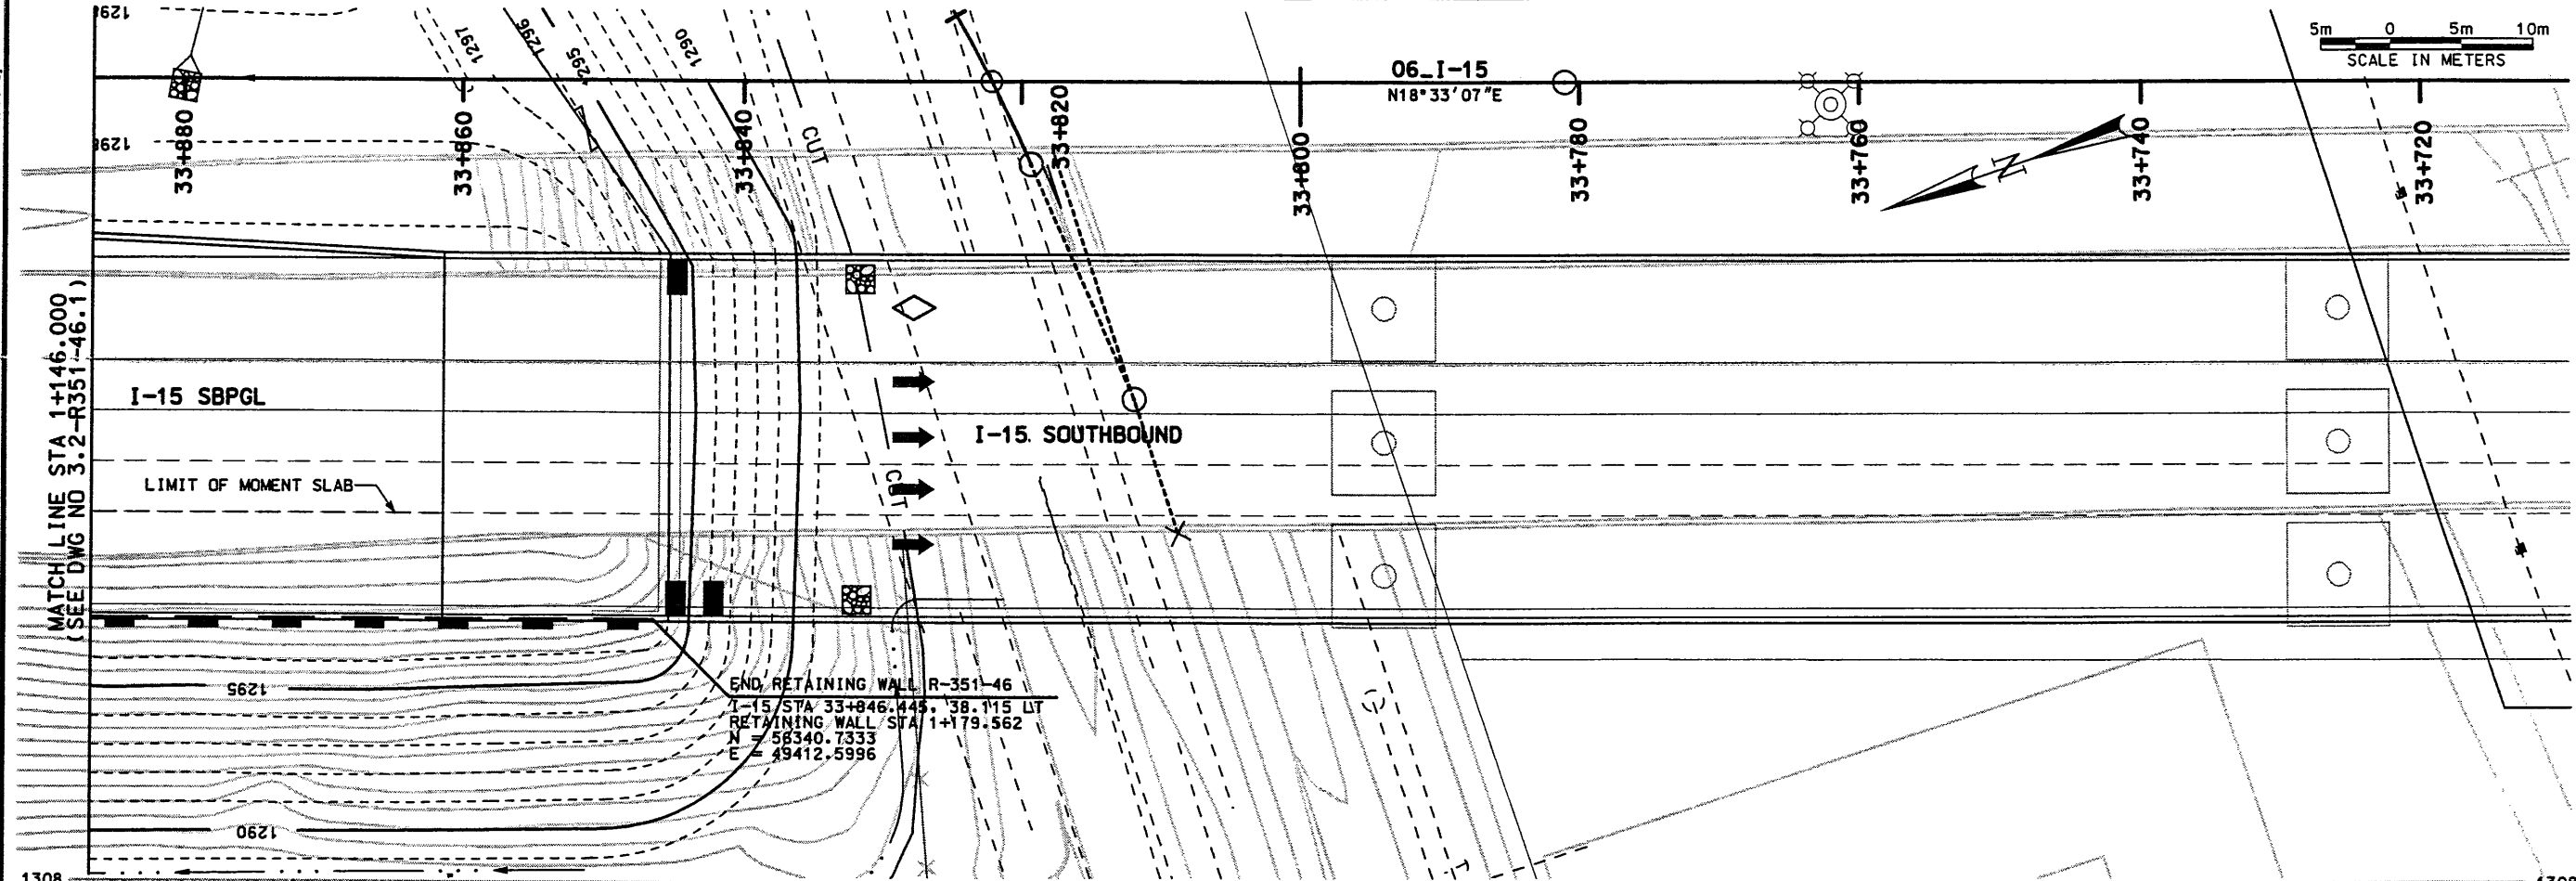 5m 0 5m 10m
SCALE IN METERS
06_I-15
N18°33'07"E
N
1298
1297
1296
1295
1290
1298
33+880
33+860
33+840
33+820
33+800
33+780
33+760
33+740
33+720
CUT
CUT
MATCHLINE STA 1+146.000
(SEE DWG NO 3.2-R351-46.1)
I-15 SBPGL
I-15 SOUTHBOUND
LIMIT OF MOMENT SLAB
1295
END RETAINING WALL R-351-46
I-15 STA 33+846.445, 38.115 LT
RETAINING WALL STA 1+179.562
N = 56340.7333
E = 49412.5996
1290
1308
1308